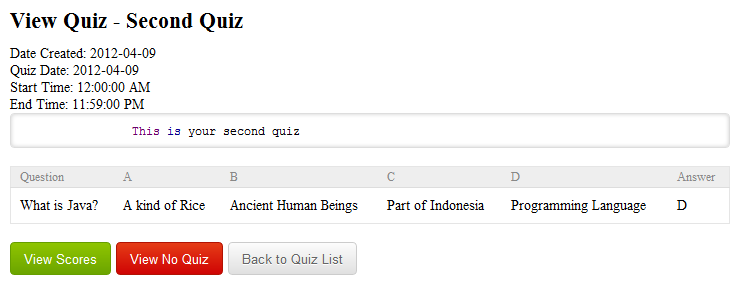 View Quiz - Second Quiz
Date Created: 2012-04-09
Quiz Date: 2012-04-09
Start Time: 12:00:00 AM
End Time: 11:59:00 PM
This is your second quiz
Question A B C D Answer
What is Java? A kind of Rice Ancient Human Beings Part of Indonesia Programming Language D
View Scores View No Quiz Back to Quiz List